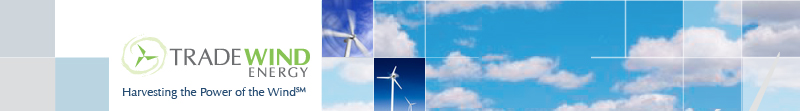 TRADEWIND
ENERGY
Harvesting the Power of the Wind℠